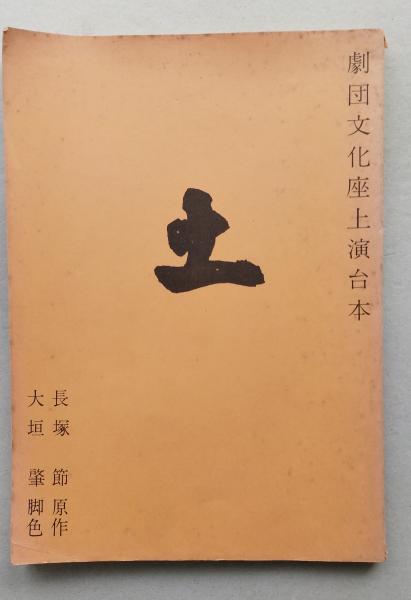 劇団文化座上演台本
土
長塚 節 原作
大垣 肇 脚色